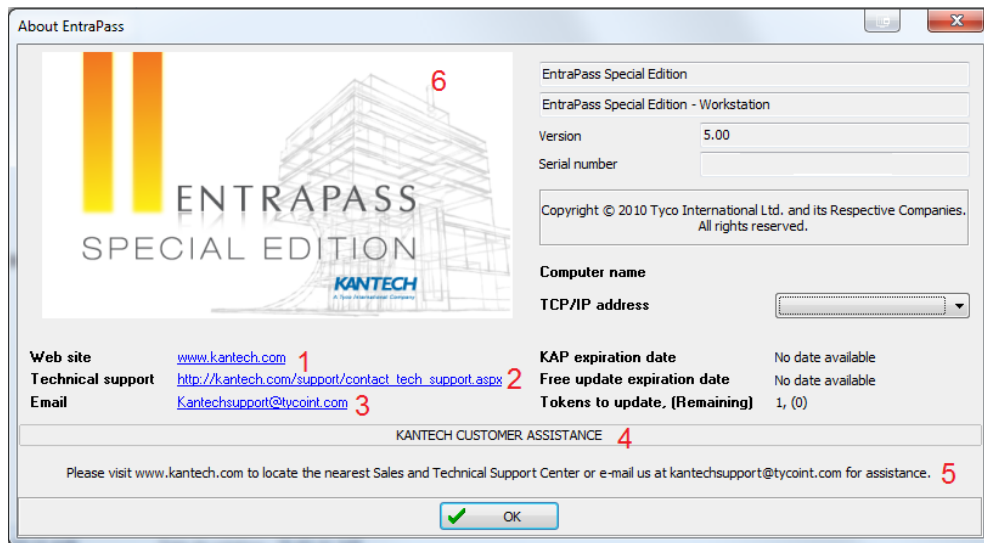 About EntraPass
6
ENTRAPASS
SPECIAL EDITION
KANTECH
A Tyco International Company
EntraPass Special Edition
EntraPass Special Edition - Workstation
Version 5.00
Serial number
Copyright © 2010 Tyco International Ltd. and its Respective Companies.
All rights reserved.
Computer name
TCP/IP address
Web site www.kantech.com 1
Technical support http://kantech.com/support/contact_tech_support.aspx 2
Email Kantechsupport@tycoint.com 3
KAP expiration date No date available
Free update expiration date No date available
Tokens to update, (Remaining) 1, (0)
KANTECH CUSTOMER ASSISTANCE 4
Please visit www.kantech.com to locate the nearest Sales and Technical Support Center or e-mail us at kantechsupport@tycoint.com for assistance. 5
OK